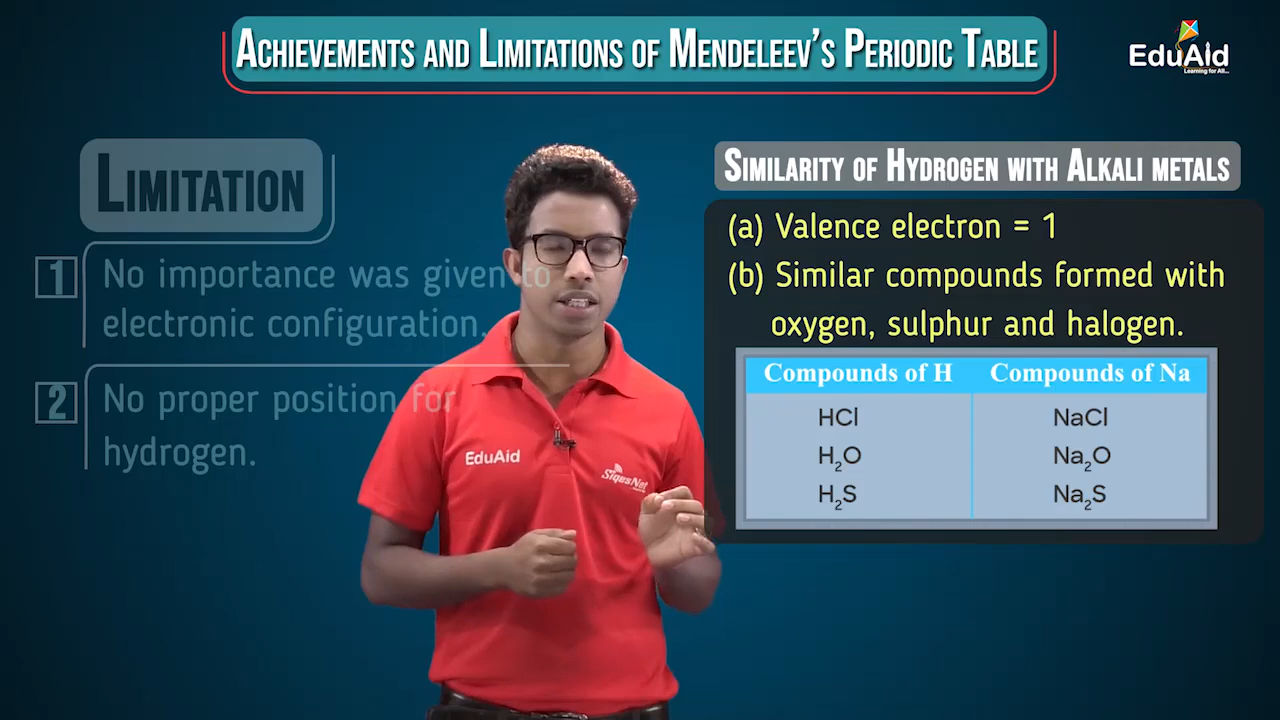 ACHIEVEMENTS AND LIMITATIONS OF MENDELEEV'S PERIODIC TABLE
EduAid
Learning for All...
LIMITATION
1 No importance was given to
electronic configuration.
2 No proper position for
hydrogen.
EduAid
SiqesNet
SIMILARITY OF HYDROGEN WITH ALKALI METALS
(a) Valence electron = 1
(b) Similar compounds formed with
oxygen, sulphur and halogen.
Compounds of H Compounds of Na
HCl NaCl
H₂O Na₂O
H₂S Na₂S